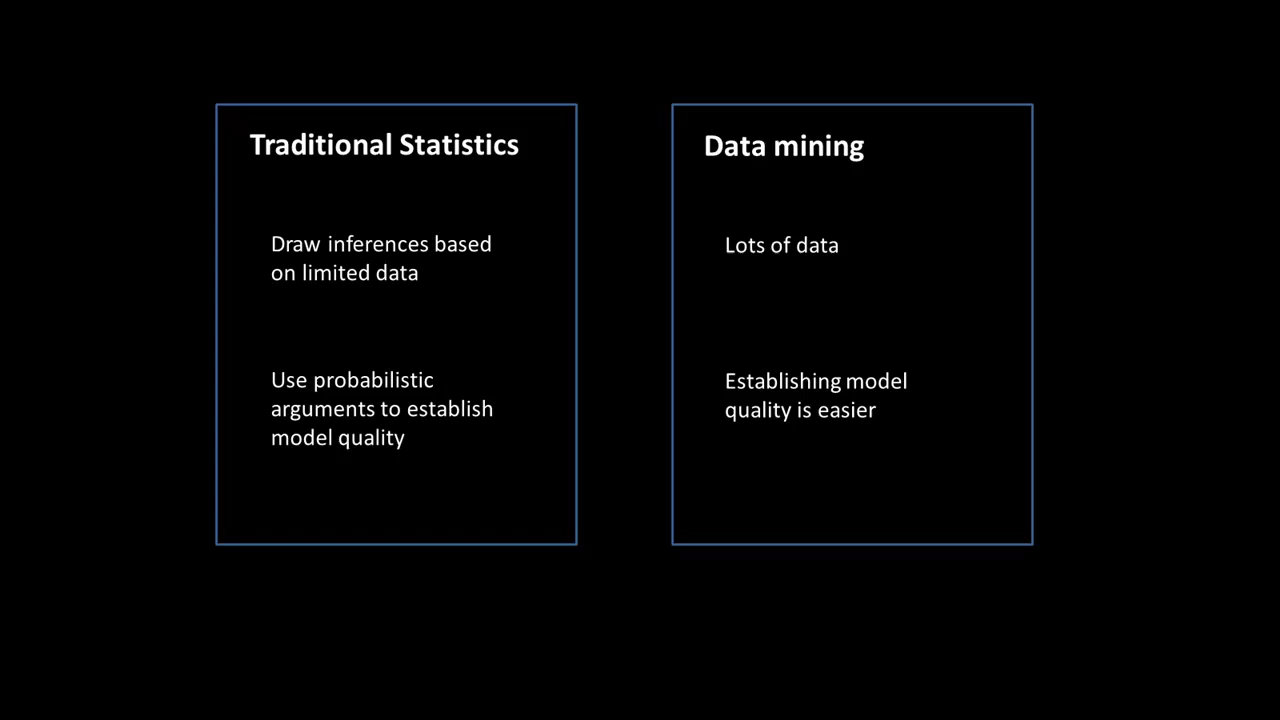 Traditional Statistics
Draw inferences based
on limited data
Use probabilistic
arguments to establish
model quality
Data mining
Lots of data
Establishing model
quality is easier